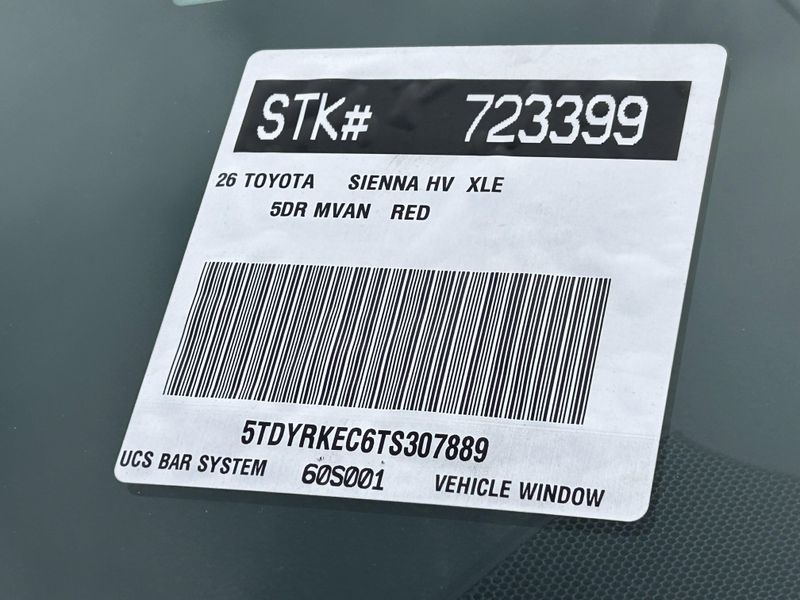 STK# 723399
26 TOYOTA SIENNA HV XLE
5DR MVAN RED
5TDYRKEC6TS307889
UCS BAR SYSTEM 60S001 VEHICLE WINDOW